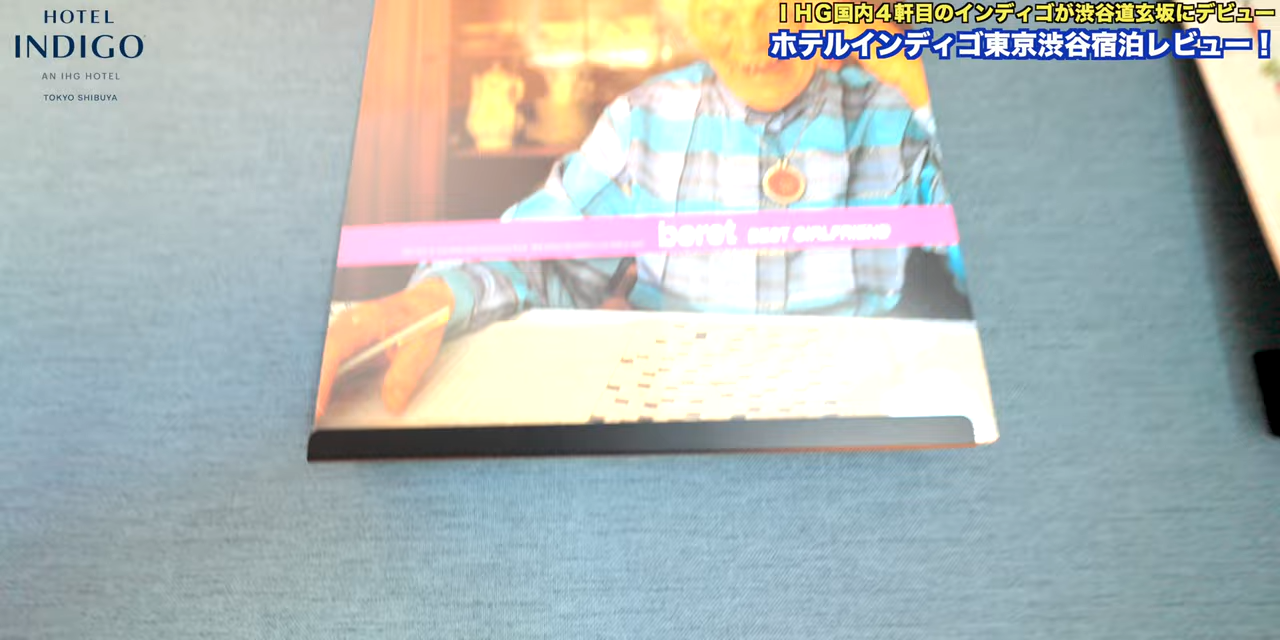 HOTEL
INDIGO
AN IHG HOTEL
TOKYO SHIBUYA
IHG国内4軒目のインディゴが渋谷道玄坂にデビュー
ホテルインディゴ東京渋谷宿泊レビュー！
beret BEST GIRLFRIEND